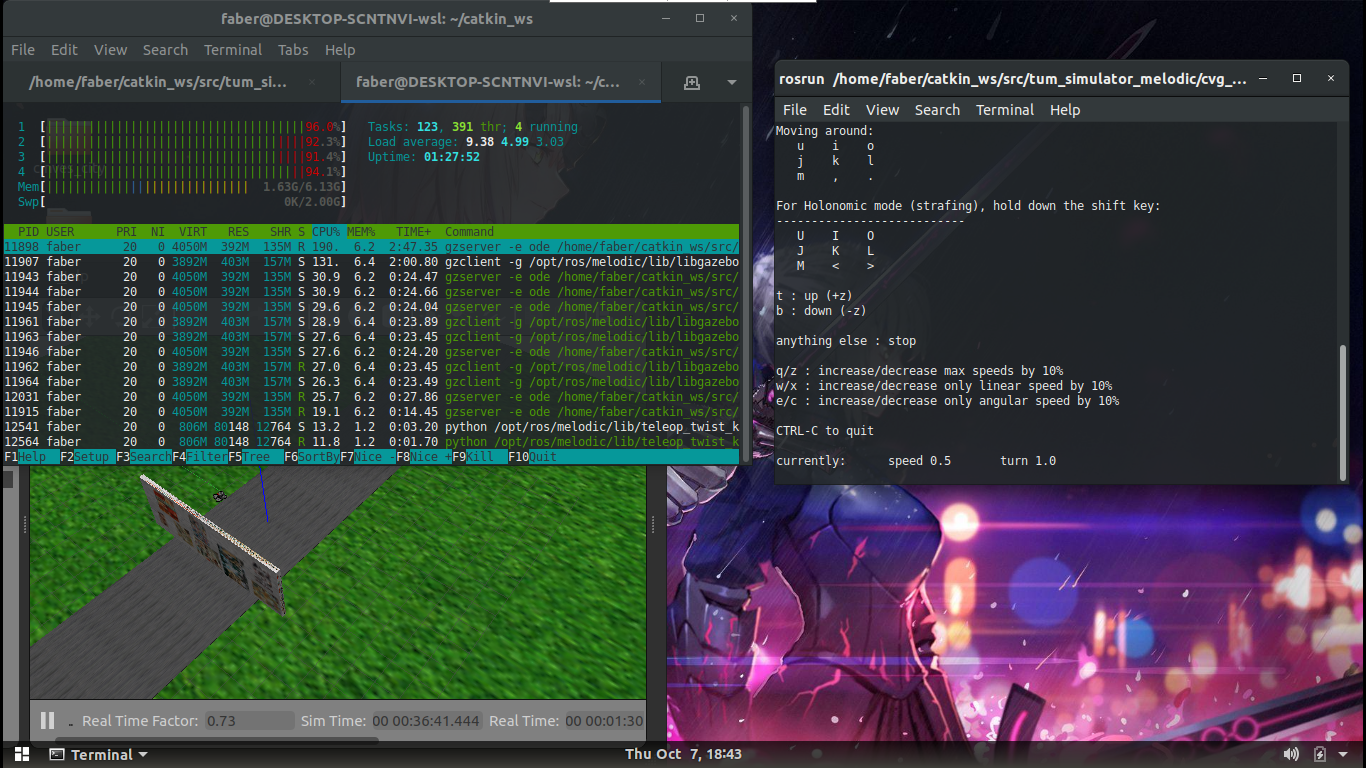 faber@DESKTOP-SCNTNVI-wsl: ~/catkin_ws
File Edit View Search Terminal Tabs Help
/home/faber/catkin_ws/src/tum_si...
faber@DESKTOP-SCNTNVI-wsl: ~/c...
1 [96.0%]
2 [92.3%]
3 [91.4%]
4 [94.1%]
Mem[1.63G/6.13G]
Swp[0K/2.00G]
Tasks: 123, 391 thr; 4 running
Load average: 9.38 4.99 3.03
Uptime: 01:27:52
PID USER PRI NI VIRT RES SHR S CPU% MEM% TIME+ Command
11898 faber 20 0 4050M 392M 135M R 190. 6.2 2:47.35 gzserver -e ode /home/faber/catkin_ws/src/
11907 faber 20 0 3892M 403M 157M S 131. 6.4 2:00.80 gzclient -g /opt/ros/melodic/lib/libgazebo
11943 faber 20 0 4050M 392M 135M S 30.9 6.2 0:24.47 gzserver -e ode /home/faber/catkin_ws/src/
11944 faber 20 0 4050M 392M 135M S 30.9 6.2 0:24.66 gzserver -e ode /home/faber/catkin_ws/src/
11945 faber 20 0 4050M 392M 135M S 29.6 6.2 0:24.04 gzserver -e ode /home/faber/catkin_ws/src/
11961 faber 20 0 3892M 403M 157M S 28.9 6.4 0:23.89 gzclient -g /opt/ros/melodic/lib/libgazebo
11963 faber 20 0 3892M 403M 157M S 27.6 6.4 0:23.45 gzclient -g /opt/ros/melodic/lib/libgazebo
11946 faber 20 0 4050M 392M 135M S 27.6 6.2 0:24.20 gzserver -e ode /home/faber/catkin_ws/src/
11962 faber 20 0 3892M 403M 157M R 27.0 6.4 0:23.45 gzclient -g /opt/ros/melodic/lib/libgazebo
11964 faber 20 0 3892M 403M 157M S 26.3 6.4 0:23.49 gzclient -g /opt/ros/melodic/lib/libgazebo
12031 faber 20 0 4050M 392M 135M R 25.7 6.2 0:27.86 gzserver -e ode /home/faber/catkin_ws/src/
11915 faber 20 0 4050M 392M 135M R 19.1 6.2 0:14.45 gzserver -e ode /home/faber/catkin_ws/src/
12541 faber 20 0 806M 80148 12764 S 13.2 1.2 0:03.20 python /opt/ros/melodic/lib/teleop_twist_k
12564 faber 20 0 806M 80148 12764 R 11.8 1.2 0:01.70 python /opt/ros/melodic/lib/teleop_twist_k
F1Help F2Setup F3SearchF4FilterF5Tree F6SortByF7Nice -F8Nice +F9Kill F10Quit
rosrun /home/faber/catkin_ws/src/tum_simulator_melodic/cvg_...
File Edit View Search Terminal Help
Moving around:
u i o
j k l
m , .
For Holonomic mode (strafing), hold down the shift key:
---------------------------
U I O
J K L
M < >
t : up (+z)
b : down (-z)
anything else : stop
q/z : increase/decrease max speeds by 10%
w/x : increase/decrease only linear speed by 10%
e/c : increase/decrease only angular speed by 10%
CTRL-C to quit
currently: speed 0.5 turn 1.0
Real Time Factor: 0.73 Sim Time: 00 00:36:41.444 Real Time: 00 00:01:30
Terminal
Thu Oct 7, 18:43